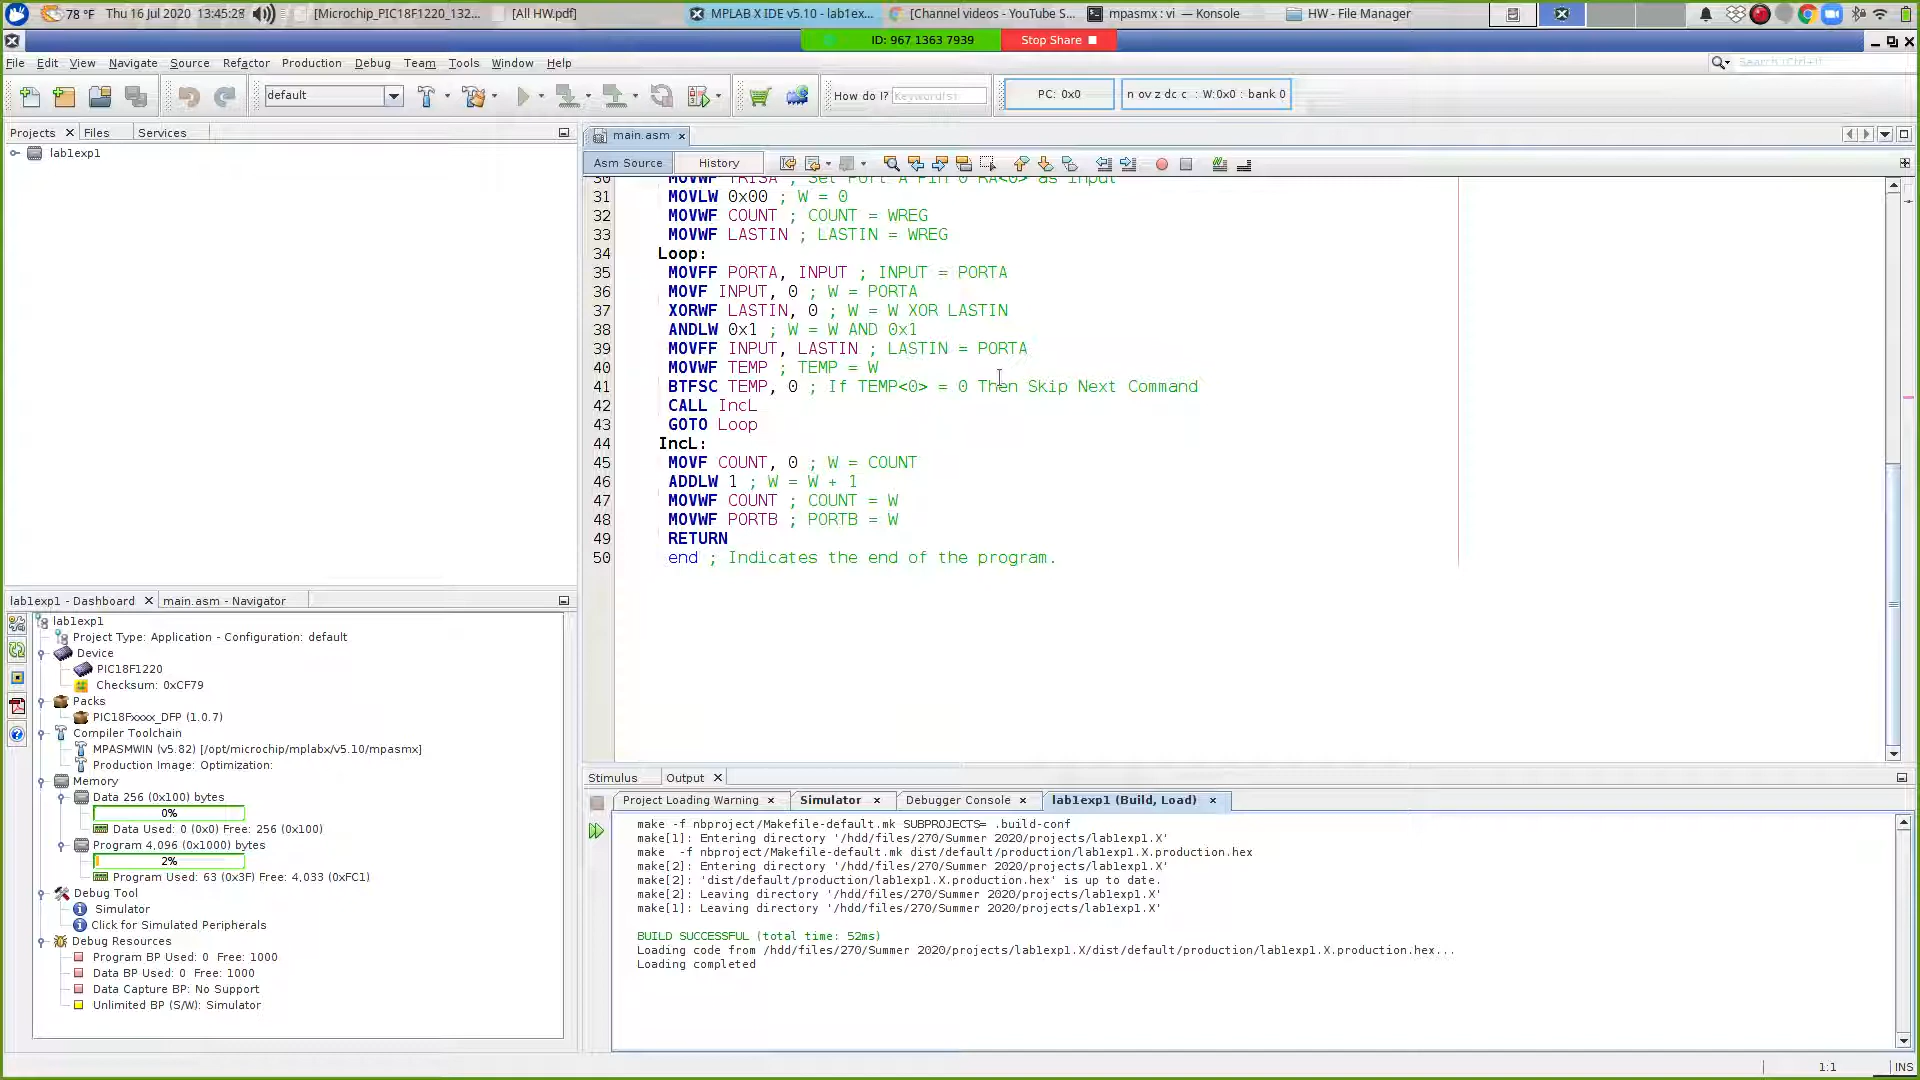 78 °F Thu 16 Jul 2020 13:45:28 [Microchip_PIC18F1220_132... [All HW.pdf] MPLAB X IDE v5.10 - lab1ex... [Channel videos - YouTube S... mpasmx : vi — Konsole HW - File Manager
ID: 967 1363 7939 Stop Share
File Edit View Navigate Source Refactor Production Debug Team Tools Window Help Search (Ctrl+I)
default How do I? Keyword(s) PC: 0x0 n ov z dc c : W:0x0 : bank 0
Projects Files Services
lab1exp1
main.asm
Asm Source History
30 MOVWF TRISA ; Set Port A Pin 0 RA<0> as input
31 MOVLW 0x00 ; W = 0
32 MOVWF COUNT ; COUNT = WREG
33 MOVWF LASTIN ; LASTIN = WREG
34 Loop:
35 MOVFF PORTA, INPUT ; INPUT = PORTA
36 MOVF INPUT, 0 ; W = PORTA
37 XORWF LASTIN, 0 ; W = W XOR LASTIN
38 ANDLW 0x1 ; W = W AND 0x1
39 MOVFF INPUT, LASTIN ; LASTIN = PORTA
40 MOVWF TEMP ; TEMP = W
41 BTFSC TEMP, 0 ; If TEMP<0> = 0 Then Skip Next Command
42 CALL IncL
43 GOTO Loop
44 IncL:
45 MOVF COUNT, 0 ; W = COUNT
46 ADDLW 1 ; W = W + 1
47 MOVWF COUNT ; COUNT = W
48 MOVWF PORTB ; PORTB = W
49 RETURN
50 end ; Indicates the end of the program.
lab1exp1 - Dashboard main.asm - Navigator
lab1exp1
Project Type: Application - Configuration: default
Device
PIC18F1220
Checksum: 0xCF79
Packs
PIC18Fxxxx_DFP (1.0.7)
Compiler Toolchain
MPASMWIN (v5.82) [/opt/microchip/mplabx/v5.10/mpasmx]
Production Image: Optimization:
Memory
Data 256 (0x100) bytes
0%
Data Used: 0 (0x0) Free: 256 (0x100)
Program 4,096 (0x1000) bytes
2%
Program Used: 63 (0x3F) Free: 4,033 (0xFC1)
Debug Tool
Simulator
Click for Simulated Peripherals
Debug Resources
Program BP Used: 0 Free: 1000
Data BP Used: 0 Free: 1000
Data Capture BP: No Support
Unlimited BP (S/W): Simulator
Stimulus Output
Project Loading Warning Simulator Debugger Console lab1exp1 (Build, Load)
make -f nbproject/Makefile-default.mk SUBPROJECTS= .build-conf
make[1]: Entering directory '/hdd/files/270/Summer 2020/projects/lab1exp1.X'
make -f nbproject/Makefile-default.mk dist/default/production/lab1exp1.X.production.hex
make[2]: Entering directory '/hdd/files/270/Summer 2020/projects/lab1exp1.X'
make[2]: 'dist/default/production/lab1exp1.X.production.hex' is up to date.
make[2]: Leaving directory '/hdd/files/270/Summer 2020/projects/lab1exp1.X'
make[1]: Leaving directory '/hdd/files/270/Summer 2020/projects/lab1exp1.X'
BUILD SUCCESSFUL (total time: 52ms)
Loading code from /hdd/files/270/Summer 2020/projects/lab1exp1.X/dist/default/production/lab1exp1.X.production.hex...
Loading completed
1:1 INS